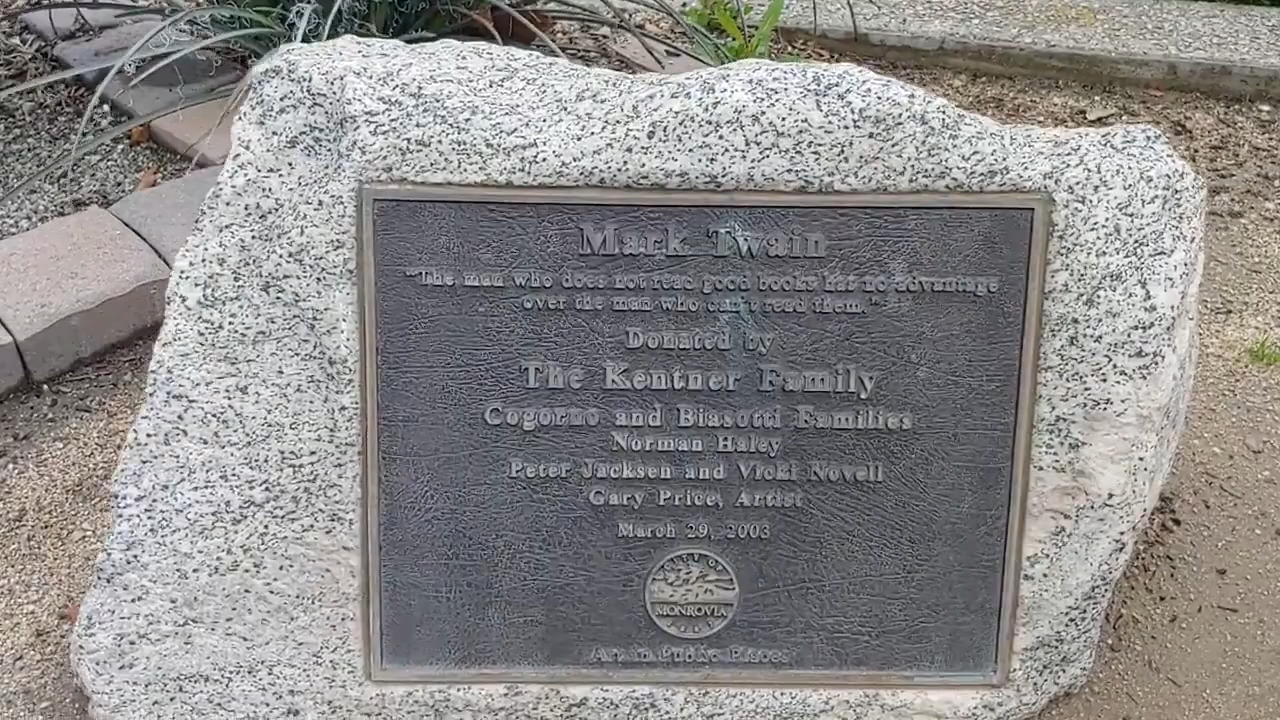 Mark Twain
"The man who does not read good books has no advantage
over the man who can't read them."
Donated by
The Kentner Family
Cogorno and Biasotti Families
Norman Haley
Peter Jacksen and Vicki Novell
Gary Price, Artist
March 29, 2003
CITY OF
MONROVIA
Art in Public Places